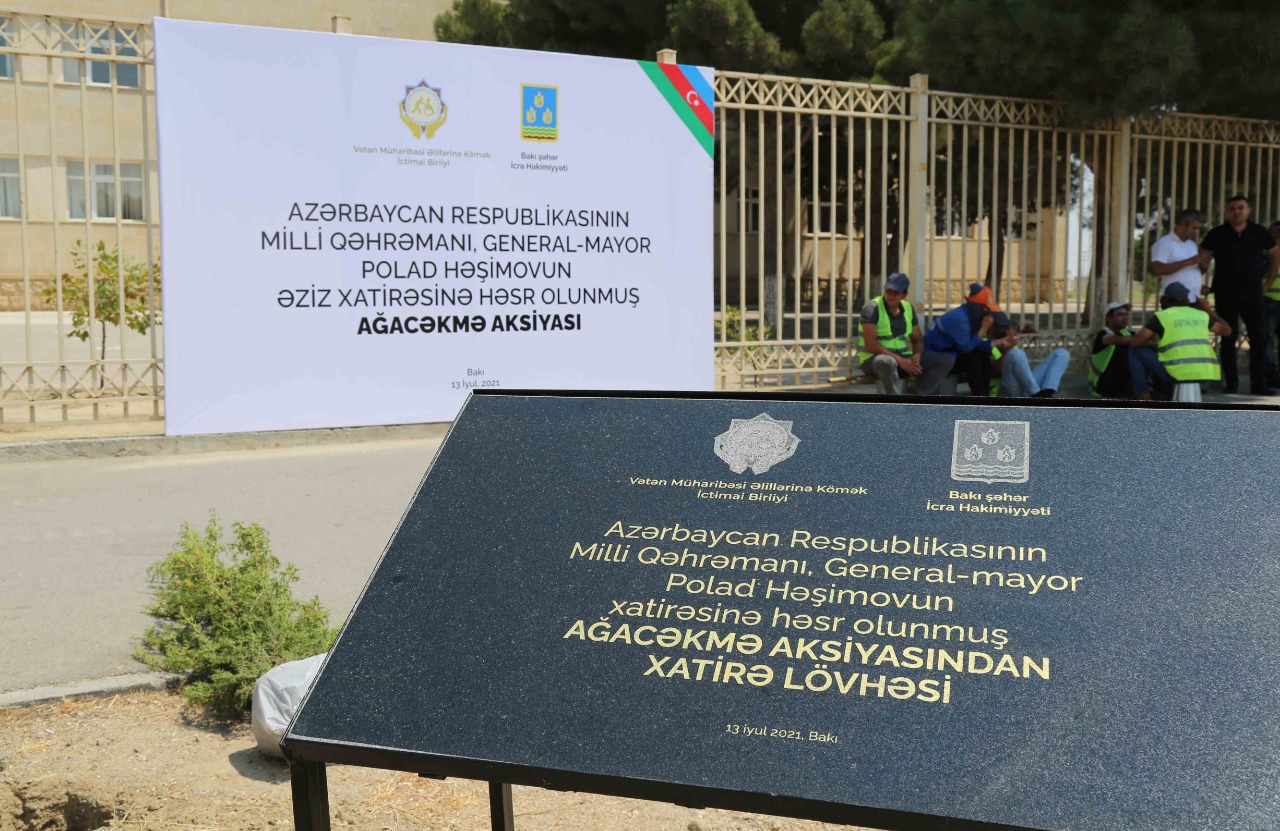 Vətən Müharibəsi Əlillərinə Kömək
İctimai Birliyi
Bakı şəhər
İcra Hakimiyyəti
AZƏRBAYCAN RESPUBLİKASININ
MİLLİ QƏHRƏMANI, GENERAL-MAYOR
POLAD HƏŞİMOVUN
ƏZİZ XATİRƏSİNƏ HƏSR OLUNMUŞ
AĞACƏKMƏ AKSİYASI
Bakı
13 İyul, 2021
Vətən Müharibəsi Əlillərinə Kömək
İctimai Birliyi
Bakı şəhər
İcra Hakimiyyəti
Azərbaycan Respublikasının
Milli Qəhrəmanı, General-mayor
Polad Həşimovun
xatirəsinə həsr olunmuş
AĞACƏKMƏ AKSİYASINDAN
XATİRƏ LÖVHƏSİ
13 iyul 2021, Bakı